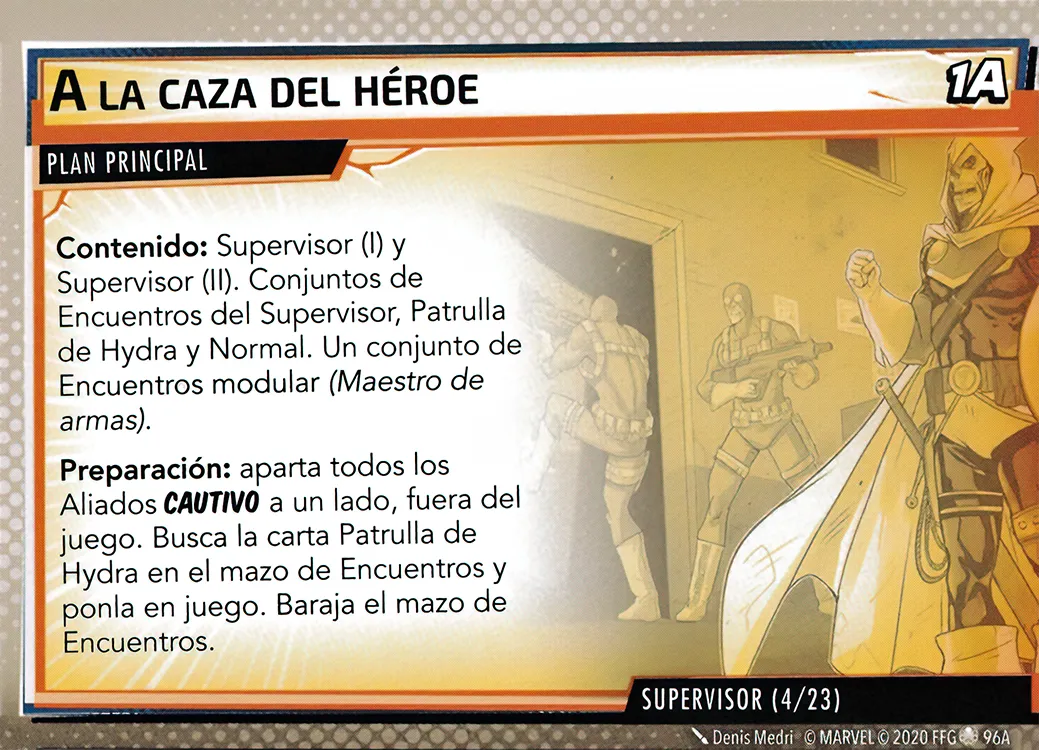 A LA CAZA DEL HÉROE
1A
PLAN PRINCIPAL
Contenido: Supervisor (I) y
Supervisor (II). Conjuntos de
Encuentros del Supervisor, Patrulla
de Hydra y Normal. Un conjunto de
Encuentros modular (Maestro de
armas).
Preparación: aparta todos los
Aliados CAUTIVO a un lado, fuera del
juego. Busca la carta Patrulla de
Hydra en el mazo de Encuentros y
ponla en juego. Baraja el mazo de
Encuentros.
SUPERVISOR (4/23)
Denis Medri © MARVEL © 2020 FFG 96A